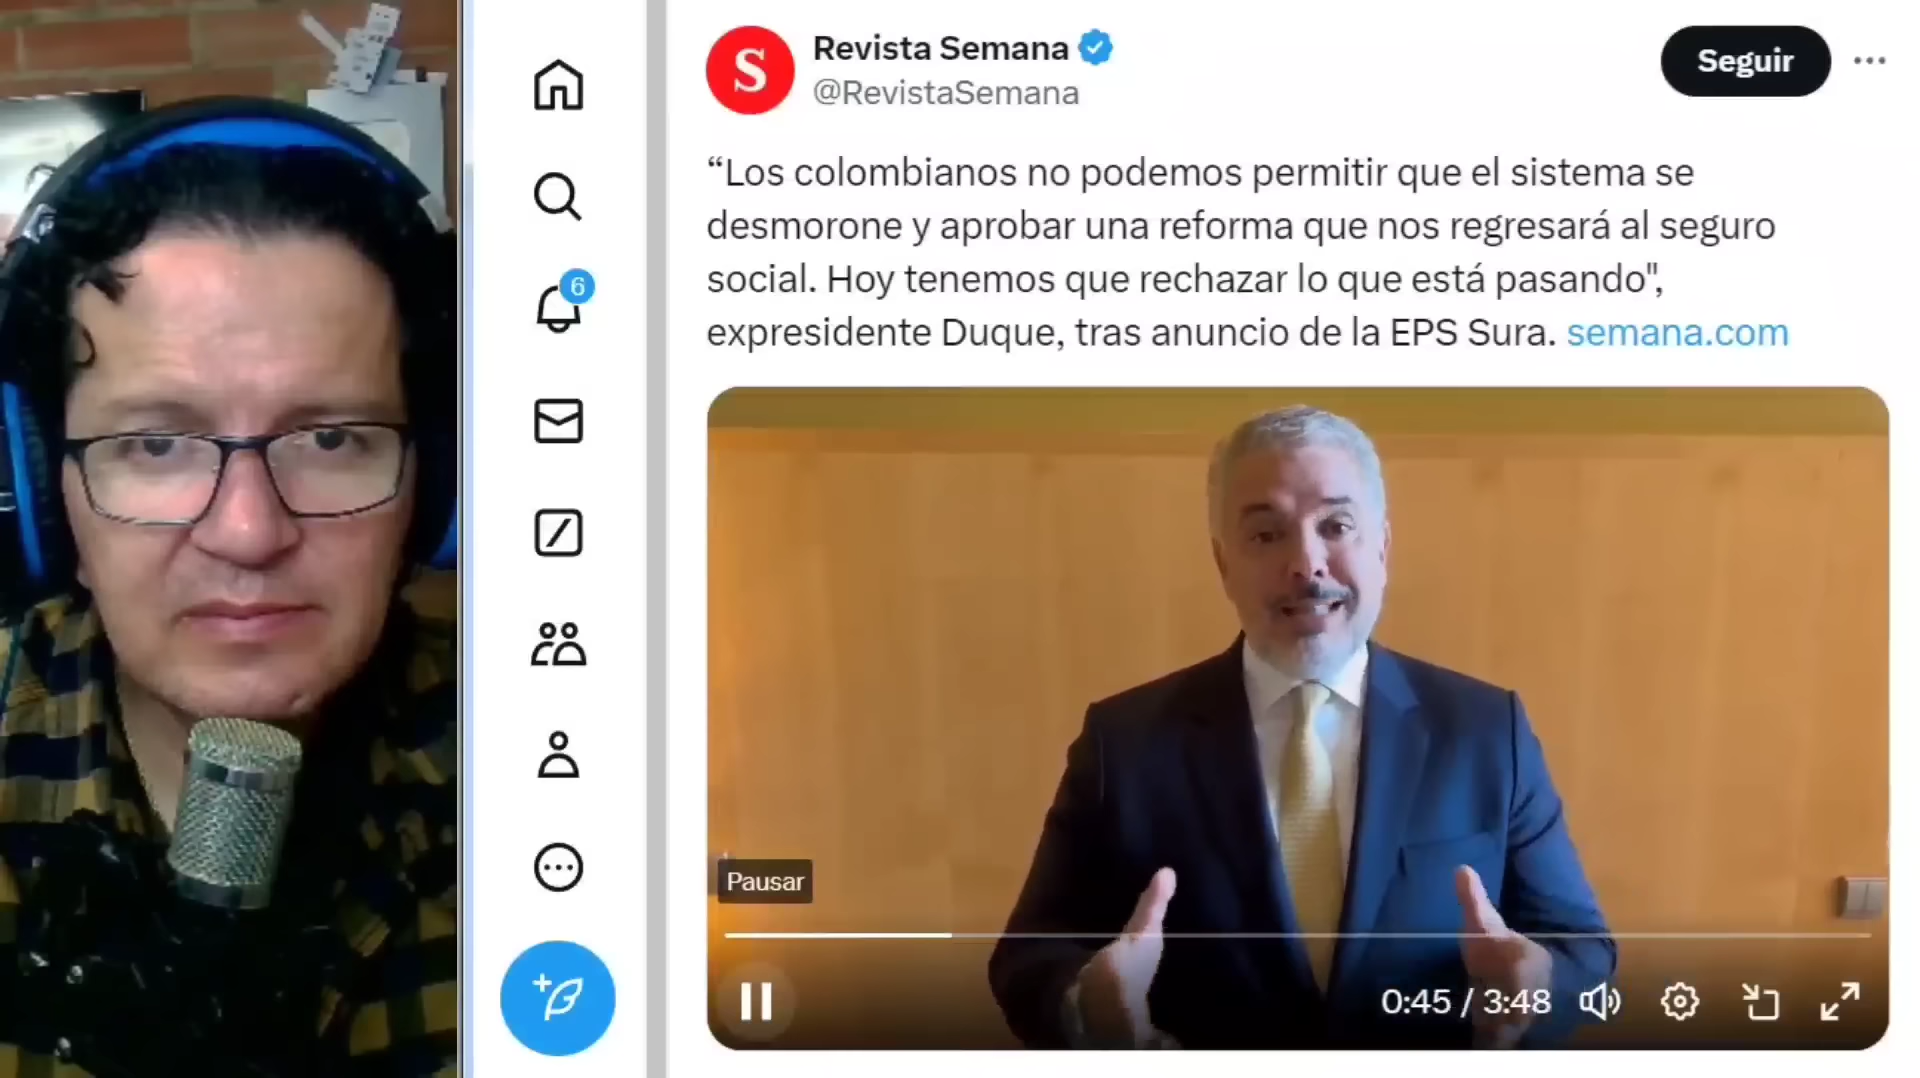 S
Revista Semana
@RevistaSemana
Seguir
“Los colombianos no podemos permitir que el sistema se
desmorone y aprobar una reforma que nos regresará al seguro
social. Hoy tenemos que rechazar lo que está pasando",
expresidente Duque, tras anuncio de la EPS Sura. semana.com
6
Pausar
0:45 / 3:48